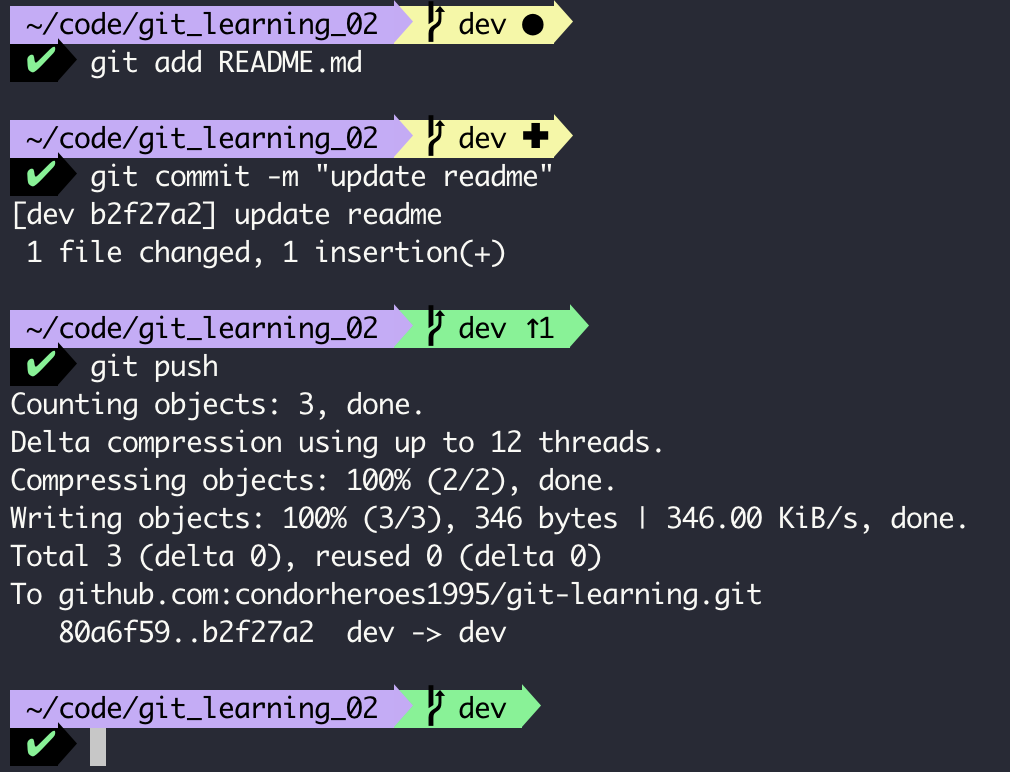 ~/code/git_learning_02 dev ●
✔ git add README.md
~/code/git_learning_02 dev ✚
✔ git commit -m "update readme"
[dev b2f27a2] update readme
1 file changed, 1 insertion(+)
~/code/git_learning_02 dev ↑1
✔ git push
Counting objects: 3, done.
Delta compression using up to 12 threads.
Compressing objects: 100% (2/2), done.
Writing objects: 100% (3/3), 346 bytes | 346.00 KiB/s, done.
Total 3 (delta 0), reused 0 (delta 0)
To github.com:condorheroes1995/git-learning.git
80a6f59..b2f27a2 dev -> dev
~/code/git_learning_02 dev
✔